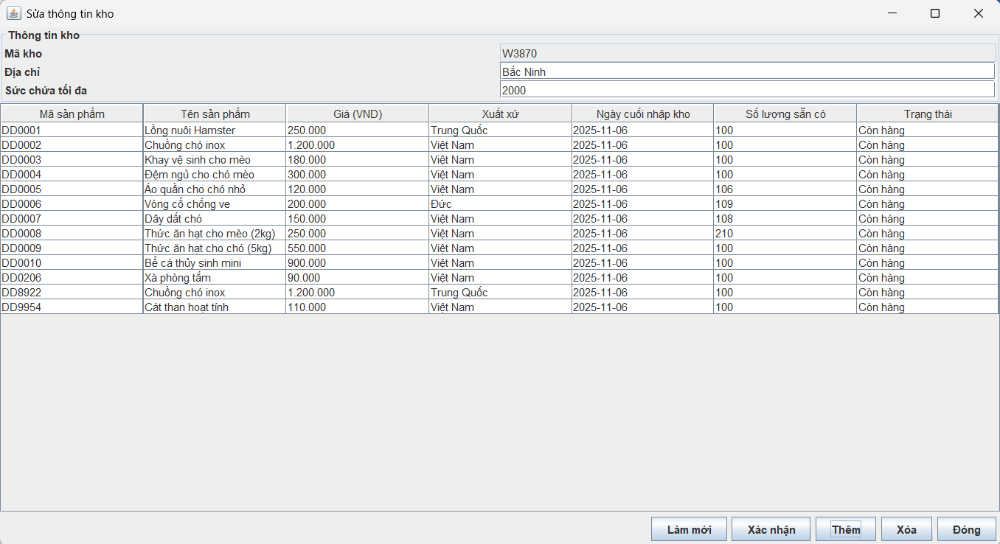 Sửa thông tin kho
Thông tin kho
Mã kho W3870
Địa chỉ Bắc Ninh
Sức chứa tối đa 2000
Mã sản phẩm Tên sản phẩm Giá (VND) Xuất xứ Ngày cuối nhập kho Số lượng sẵn có Trạng thái
DD0001 Lồng nuôi Hamster 250.000 Trung Quốc 2025-11-06 100 Còn hàng
DD0002 Chuồng chó inox 1.200.000 Việt Nam 2025-11-06 100 Còn hàng
DD0003 Khay vệ sinh cho mèo 180.000 Việt Nam 2025-11-06 100 Còn hàng
DD0004 Đệm ngủ cho chó mèo 300.000 Việt Nam 2025-11-06 100 Còn hàng
DD0005 Áo quần cho chó nhỏ 120.000 Việt Nam 2025-11-06 106 Còn hàng
DD0006 Vòng cổ chống ve 200.000 Đức 2025-11-06 109 Còn hàng
DD0007 Dây dắt chó 150.000 Việt Nam 2025-11-06 108 Còn hàng
DD0008 Thức ăn hạt cho mèo (2kg) 250.000 Việt Nam 2025-11-06 210 Còn hàng
DD0009 Thức ăn hạt cho chó (5kg) 550.000 Việt Nam 2025-11-06 100 Còn hàng
DD0010 Bể cá thủy sinh mini 900.000 Việt Nam 2025-11-06 100 Còn hàng
DD0206 Xà phòng tắm 90.000 Việt Nam 2025-11-06 100 Còn hàng
DD8922 Chuồng chó inox 1.200.000 Trung Quốc 2025-11-06 100 Còn hàng
DD9954 Cát than hoạt tính 110.000 Việt Nam 2025-11-06 100 Còn hàng
Làm mới Xác nhận Thêm Xóa Đóng